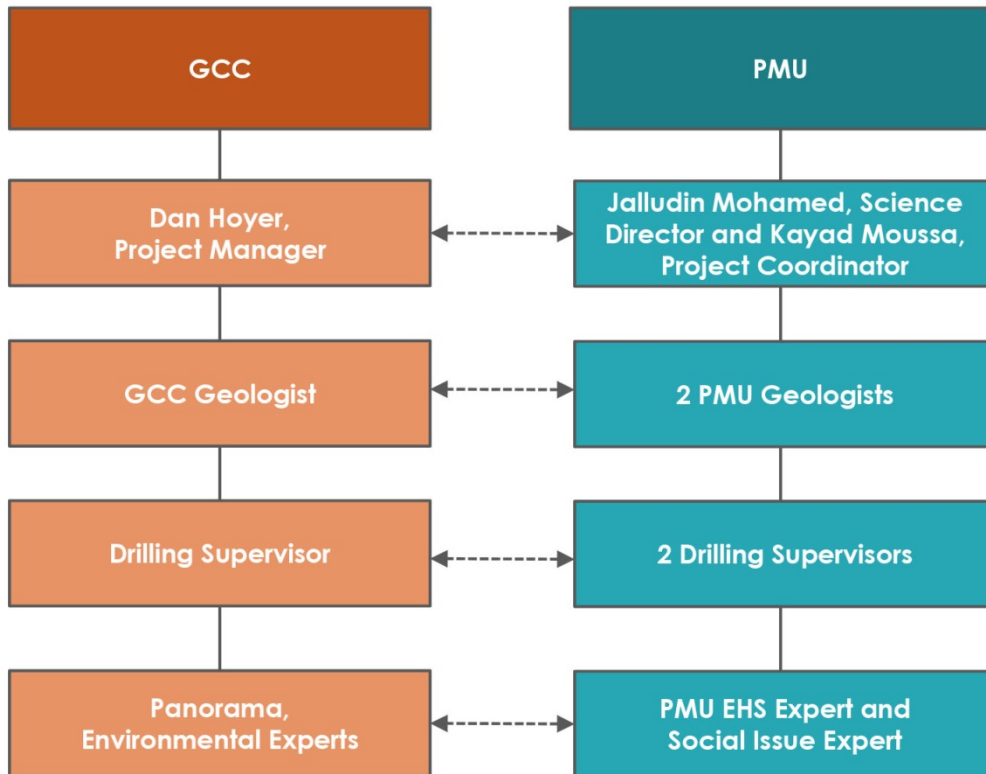 GCC
PMU
Dan Hoyer,
Project Manager
Jalludin Mohamed, Science
Director and Kayad Moussa,
Project Coordinator
GCC Geologist
2 PMU Geologists
Drilling Supervisor
2 Drilling Supervisors
Panorama,
Environmental Experts
PMU EHS Expert and
Social Issue Expert